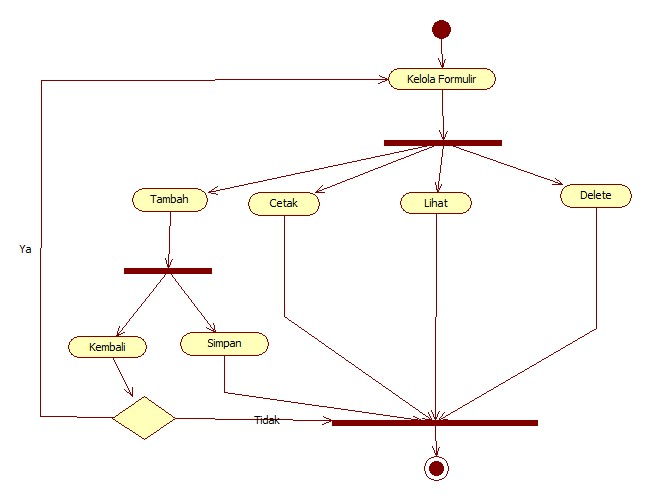 Kelola Formulir
Tambah
Cetak
Lihat
Delete
Ya
Kembali
Simpan
Tidak